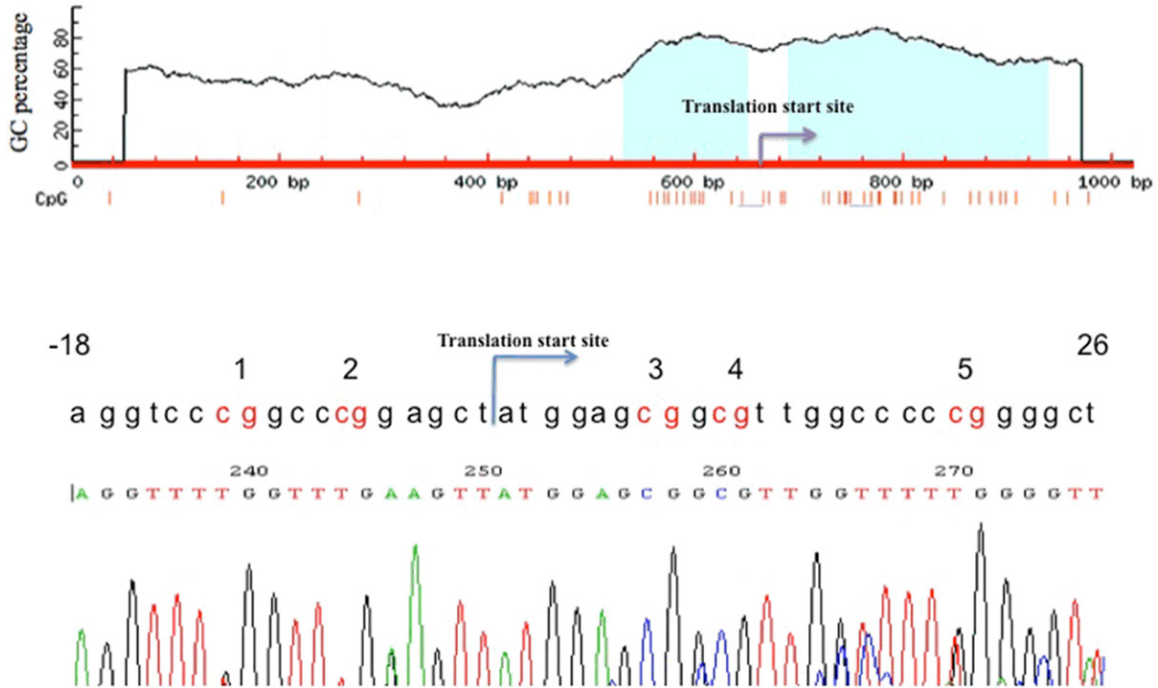 GC percentage
80
60
40
20
0
Translation start site
0 200 bp 400 bp 600 bp 800 bp 1000 bp
CpG
-18 Translation start site 26
1 2 3 4 5
a g g t c c c g g c c c g g a g c t a t g g a g c g g c g t t g g c c c c c g g g g c t
240 250 260 270
A G G T T T T G G T T T G A A G T T A T G G A G C G G C G T T G G T T T T T G G G G T T